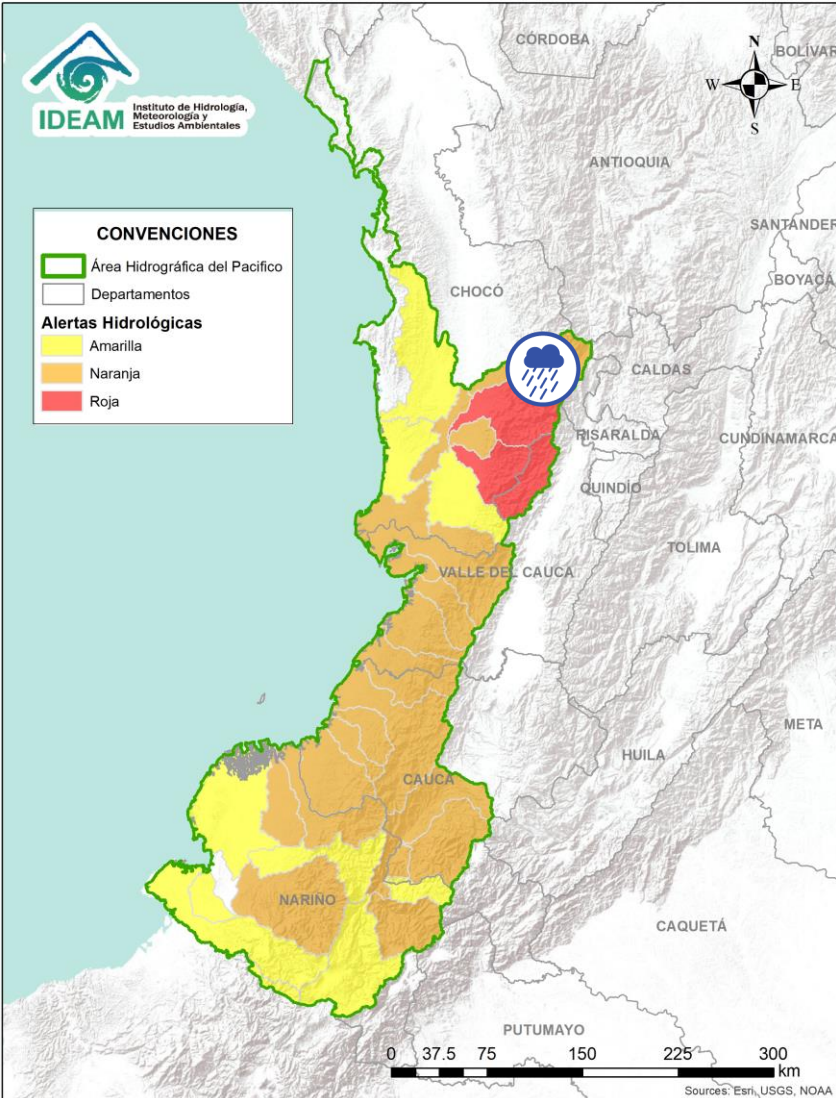 IDEAM
Instituto de Hidrología,
Meteorología y
Estudios Ambientales
CÓRDOBA
BOLÍVAR
N
W
E
S
ANTIOQUIA
SANTANDER
CONVENCIONES
Área Hidrográfica del Pacifico
Departamentos
Alertas Hidrológicas
Amarilla
Naranja
Roja
BOYACÁ
CHOCÓ
CALDAS
RISARALDA
CUNDINAMARCA
QUINDÍO
TOLIMA
VALLE DEL CAUCA
META
HUILA
CAUCA
NARIÑO
CAQUETÁ
PUTUMAYO
0 37.5 75 150 225 300
km
Sources: Esri, USGS, NOAA